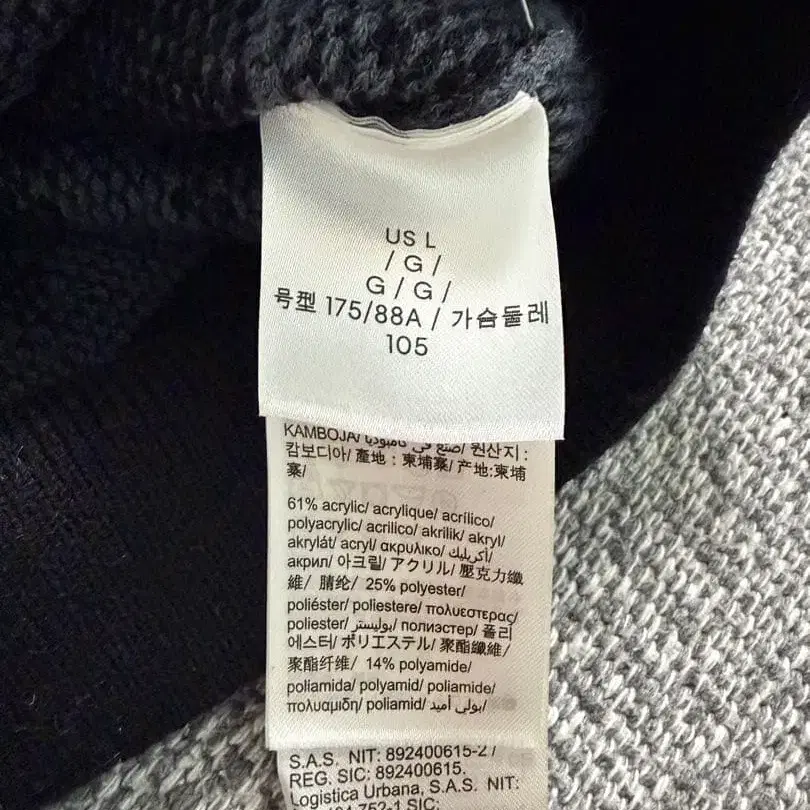 US L
/ G /
G / G /
号型 175/88A / 가슴둘레
105
KAMBOJA/ صنع في كامبوديا/ 원산지 :
캄보디아/ 產地 : 柬埔寨/ 产地:柬埔
寨/
61% acrylic/ acrylique/ acrílico/
polyacrylic/ acrilico/ akrilik/ akryl/
akrylát/ acryl/ ακρυλικο/ أكريليك/
акрил/ 아크릴/ アクリル/ 壓克力纖
維/ 腈纶/ 25% polyester/
poliéster/ poliestere/ πολυεστερας/
poliester/ بوليستر/ полиэстер/ 폴리
에스터/ ポリエステル/ 聚酯纖維/
聚酯纤维/ 14% polyamide/
poliamida/ polyamid/ poliamide/
πολυαμιδη/ poliamid/ بولي أميد/
S.A.S. NIT: 892400615-2 /
REG. SIC: 892400615.
Logistica Urbana, S.A.S. NIT:
752-1 SIC: